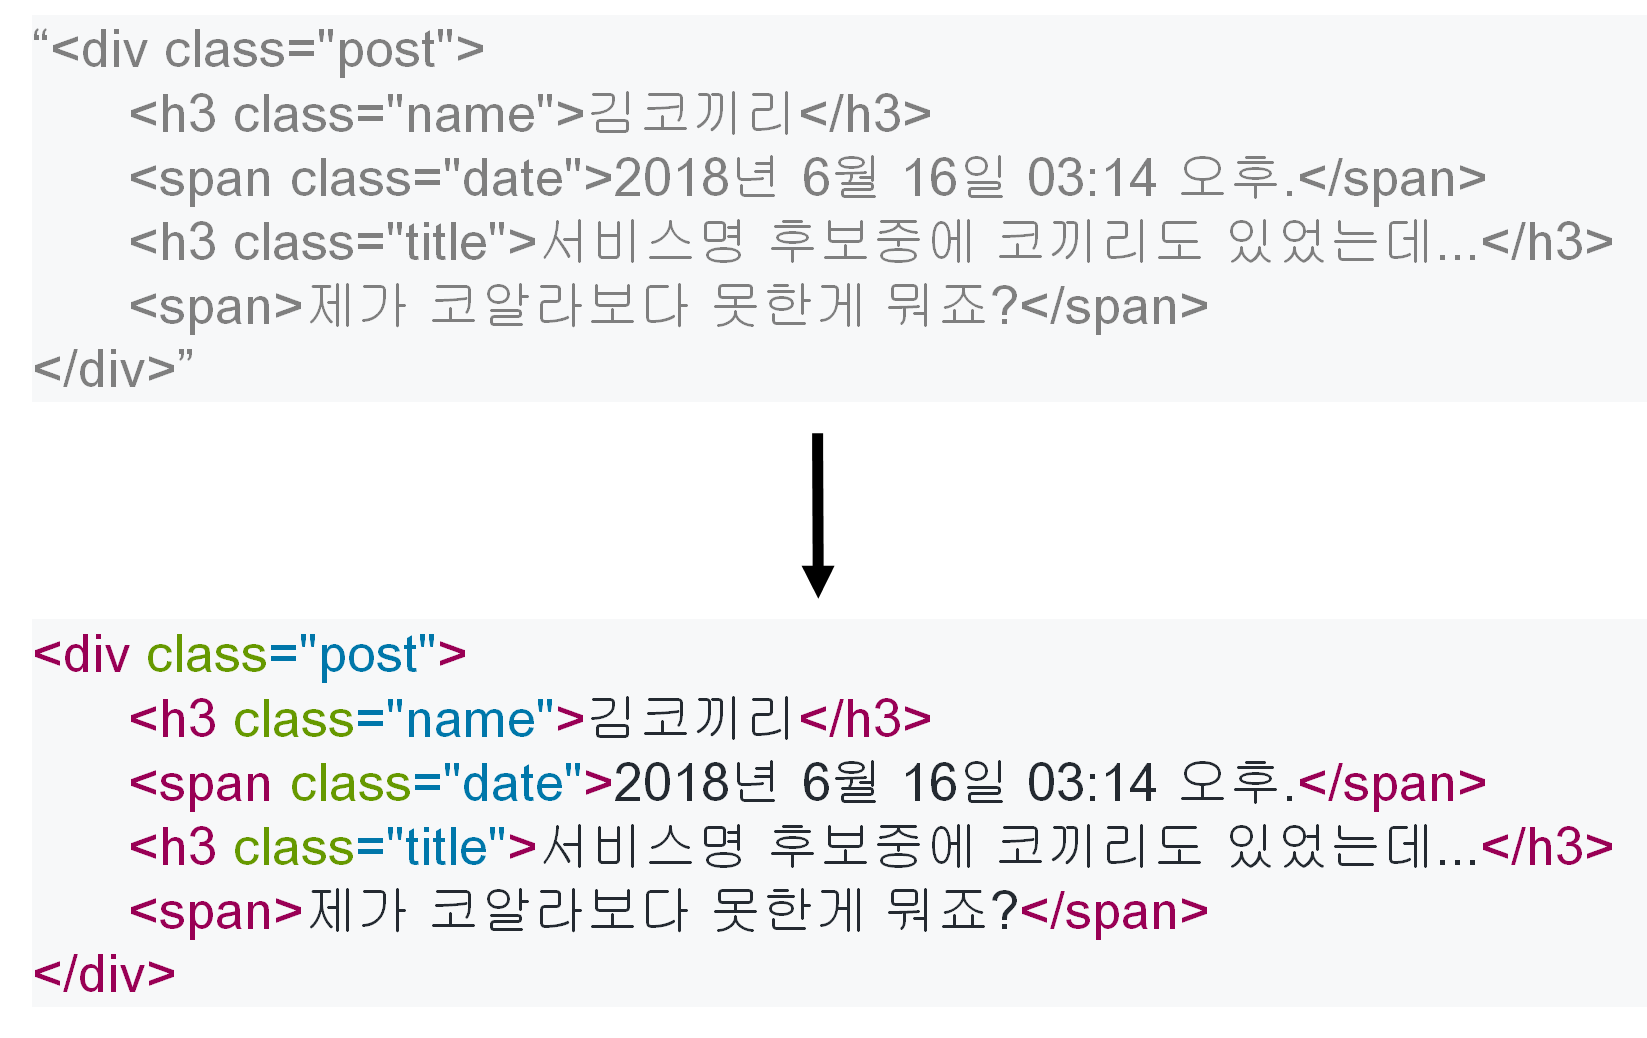 “<div class="post">
<h3 class="name">김코끼리</h3>
<span class="date">2018년 6월 16일 03:14 오후.</span>
<h3 class="title">서비스명 후보중에 코끼리도 있었는데...</h3>
<span>제가 코알라보다 못한게 뭐죠?</span>
</div>”
<div class="post">
<h3 class="name">김코끼리</h3>
<span class="date">2018년 6월 16일 03:14 오후.</span>
<h3 class="title">서비스명 후보중에 코끼리도 있었는데...</h3>
<span>제가 코알라보다 못한게 뭐죠?</span>
</div>